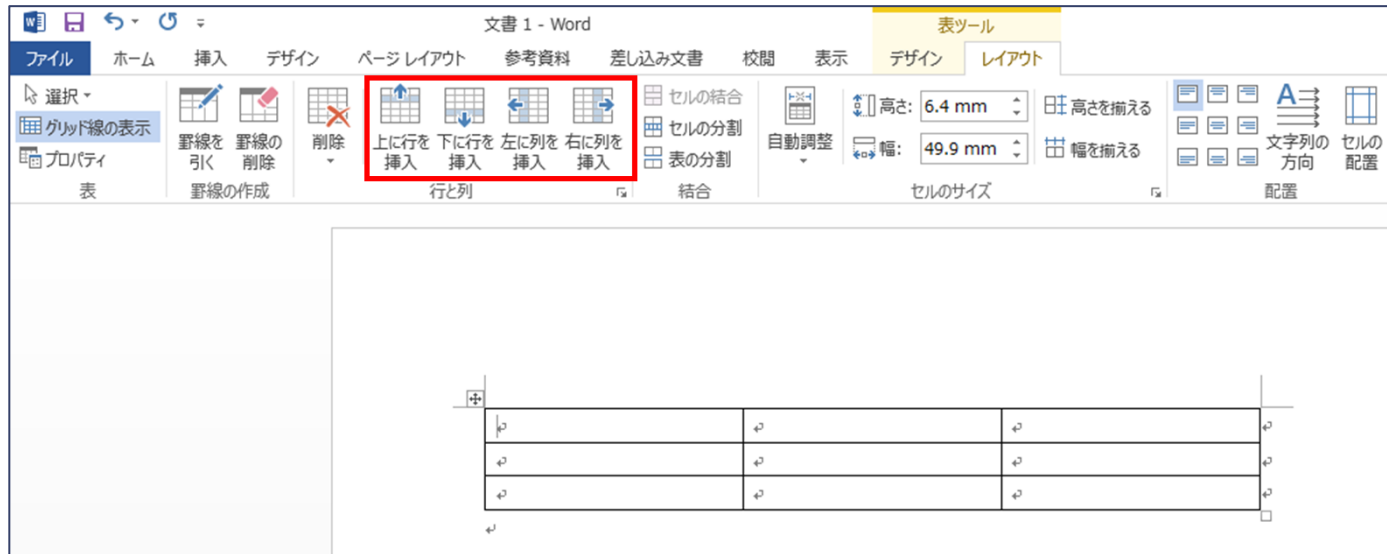 文書 1 - Word
表ツール
ファイル ホーム 挿入 デザイン ページ レイアウト 参考資料 差し込み文書 校閲 表示 デザイン レイアウト
選択
グリッド線の表示
プロパティ
表
罫線を
引く
罫線の
削除
罫線の作成
削除
上に行を
挿入
下に行を
挿入
左に列を
挿入
右に列を
挿入
行と列
セルの結合
セルの分割
表の分割
結合
自動調整
高さ: 6.4 mm
幅: 49.9 mm
高さを揃える
幅を揃える
セルのサイズ
文字列の
方向
セルの
配置
配置